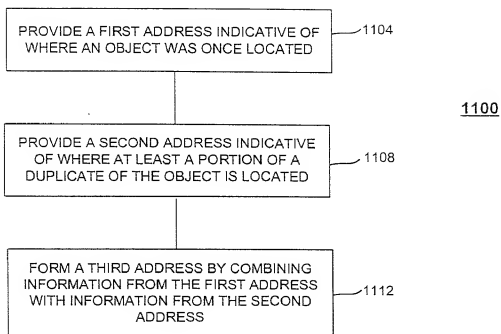 PROVIDE A FIRST ADDRESS INDICATIVE OF
WHERE AN OBJECT WAS ONCE LOCATED
1104
1100
PROVIDE A SECOND ADDRESS INDICATIVE
OF WHERE AT LEAST A PORTION OF A
DUPLICATE OF THE OBJECT IS LOCATED
1108
FORM A THIRD ADDRESS BY COMBINING
INFORMATION FROM THE FIRST ADDRESS
WITH INFORMATION FROM THE SECOND
ADDRESS
1112